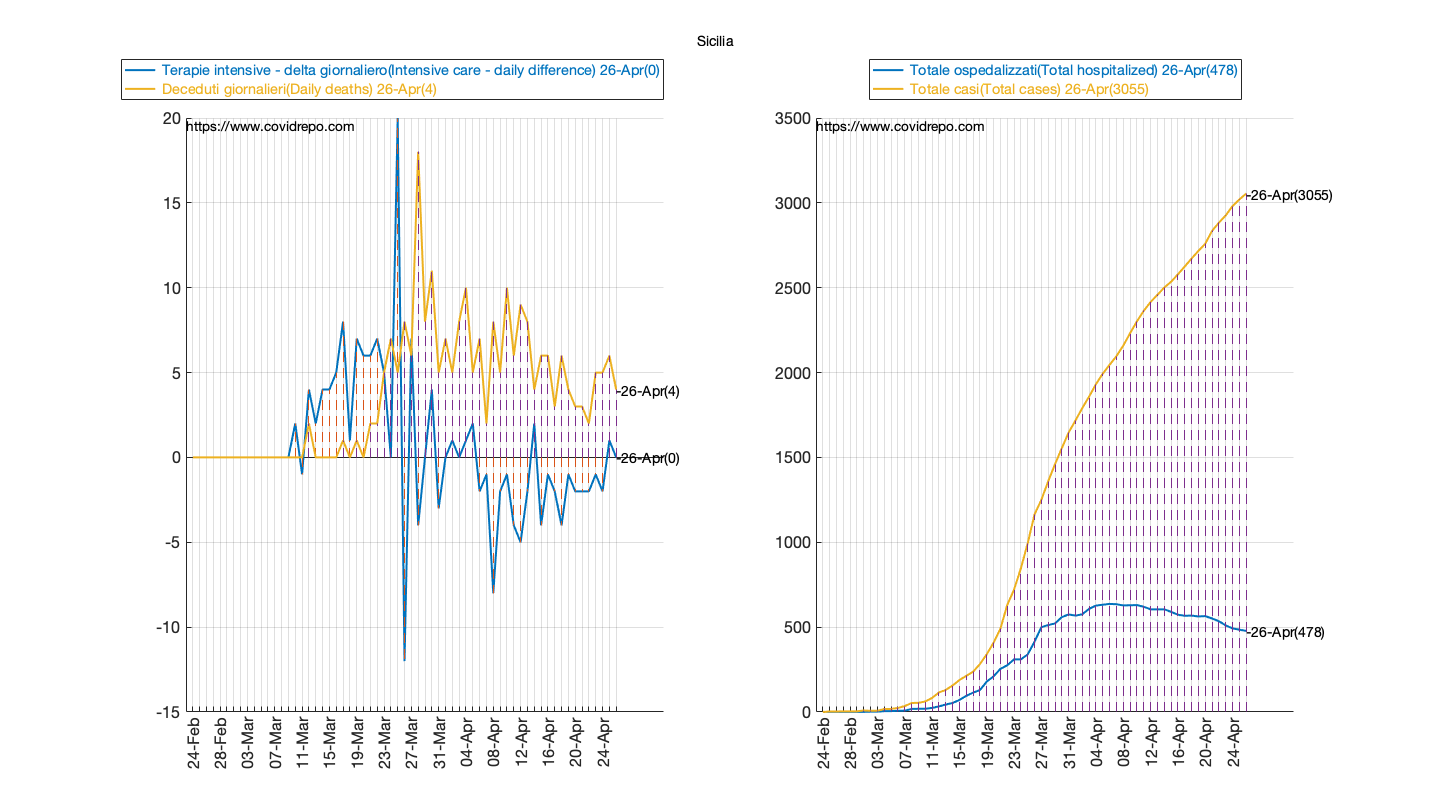 Sicilia
Terapie intensive - delta giornaliero(Intensive care - daily difference) 26-Apr(0)
Deceduti giornalieri(Daily deaths) 26-Apr(4)
https://www.covidrepo.com
20
15
10
5
0
-5
-10
-15
-26-Apr(4)
-26-Apr(0)
24-Feb
28-Feb
03-Mar
07-Mar
11-Mar
15-Mar
19-Mar
23-Mar
27-Mar
31-Mar
04-Apr
08-Apr
12-Apr
16-Apr
20-Apr
24-Apr
Totale ospedalizzati(Total hospitalized) 26-Apr(478)
Totale casi(Total cases) 26-Apr(3055)
https://www.covidrepo.com
3500
3000
2500
2000
1500
1000
500
0
-26-Apr(3055)
-26-Apr(478)
24-Feb
28-Feb
03-Mar
07-Mar
11-Mar
15-Mar
19-Mar
23-Mar
27-Mar
31-Mar
04-Apr
08-Apr
12-Apr
16-Apr
20-Apr
24-Apr